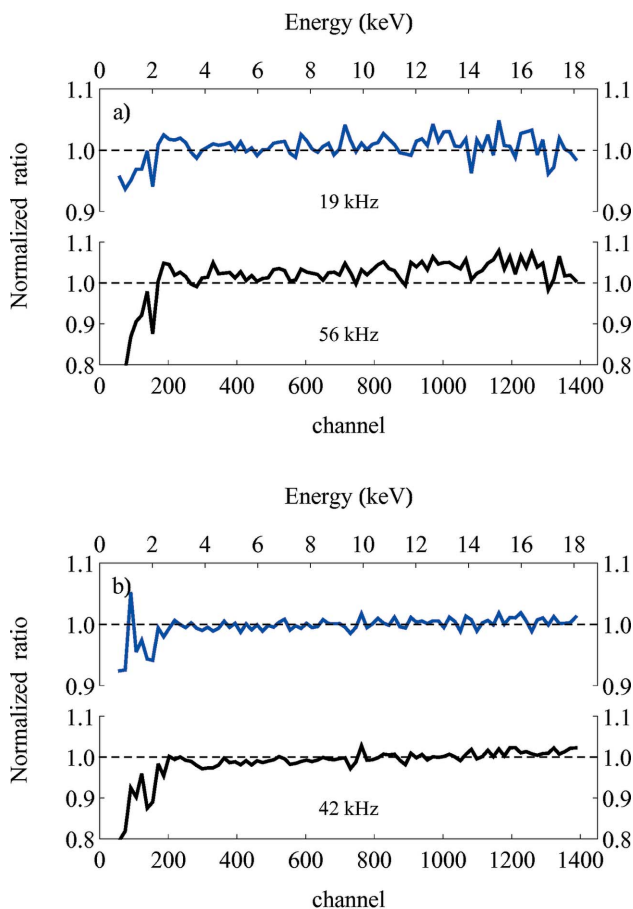 Energy (keV)
0 2 4 6 8 10 12 14 16 18
1.1 1.1
a)
1.0 1.0
19 kHz
0.9 0.9
Normalized ratio
1.1 1.1
1.0 1.0
0.9 0.9
56 kHz
0.8 0.8
0 200 400 600 800 1000 1200 1400
channel
Energy (keV)
0 2 4 6 8 10 12 14 16 18
1.1 1.1
b)
1.0 1.0
0.9 0.9
Normalized ratio
1.1 1.1
1.0 1.0
0.9 0.9
42 kHz
0.8 0.8
0 200 400 600 800 1000 1200 1400
channel